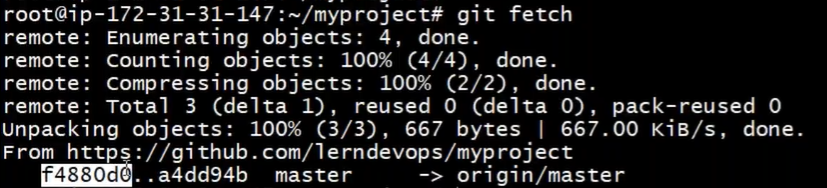 root@ip-172-31-31-147:~/myproject# git fetch
remote: Enumerating objects: 4, done.
remote: Counting objects: 100% (4/4), done.
remote: Compressing objects: 100% (2/2), done.
remote: Total 3 (delta 1), reused 0 (delta 0), pack-reused 0
Unpacking objects: 100% (3/3), 667 bytes | 667.00 KiB/s, done.
From https://github.com/lerndevops/myproject
   f4880d0..a4dd94b  master     -> origin/master